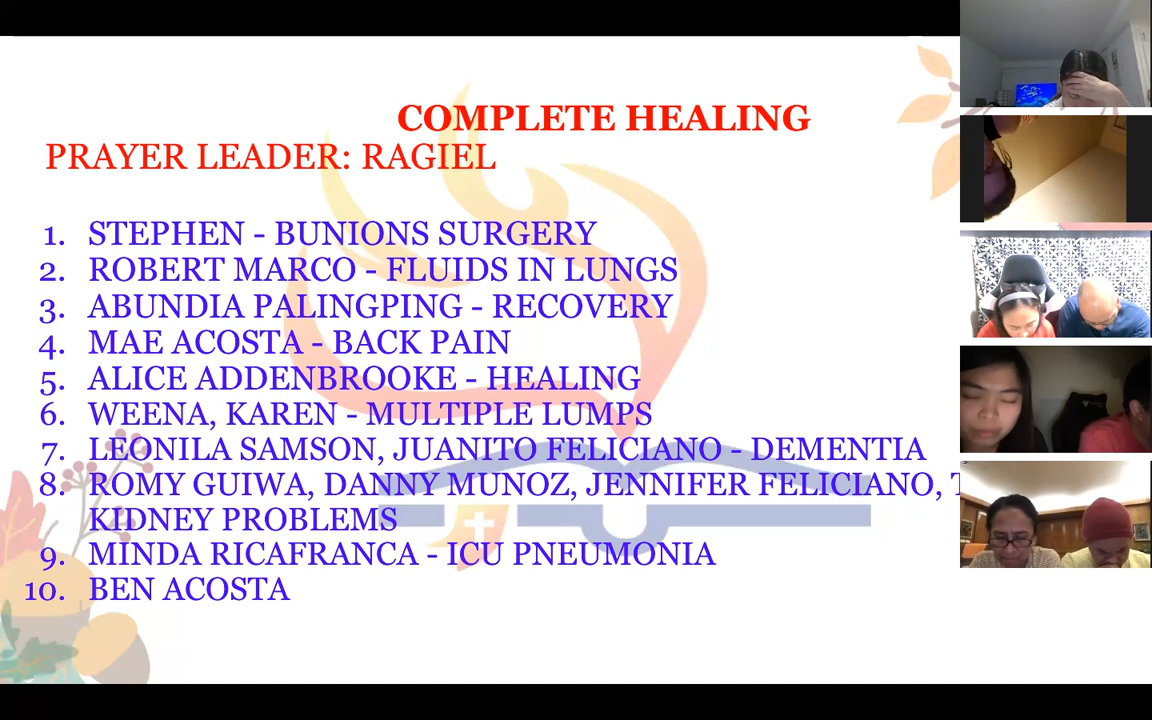 COMPLETE HEALING
PRAYER LEADER: RAGIEL
1. STEPHEN - BUNIONS SURGERY
2. ROBERT MARCO - FLUIDS IN LUNGS
3. ABUNDIA PALINGPING - RECOVERY
4. MAE ACOSTA - BACK PAIN
5. ALICE ADDENBROOKE - HEALING
6. WEENA, KAREN - MULTIPLE LUMPS
7. LEONILA SAMSON, JUANITO FELICIANO - DEMENTIA
8. ROMY GUIWA, DANNY MUNOZ, JENNIFER FELICIANO,
KIDNEY PROBLEMS
9. MINDA RICAFRANCA - ICU PNEUMONIA
10. BEN ACOSTA